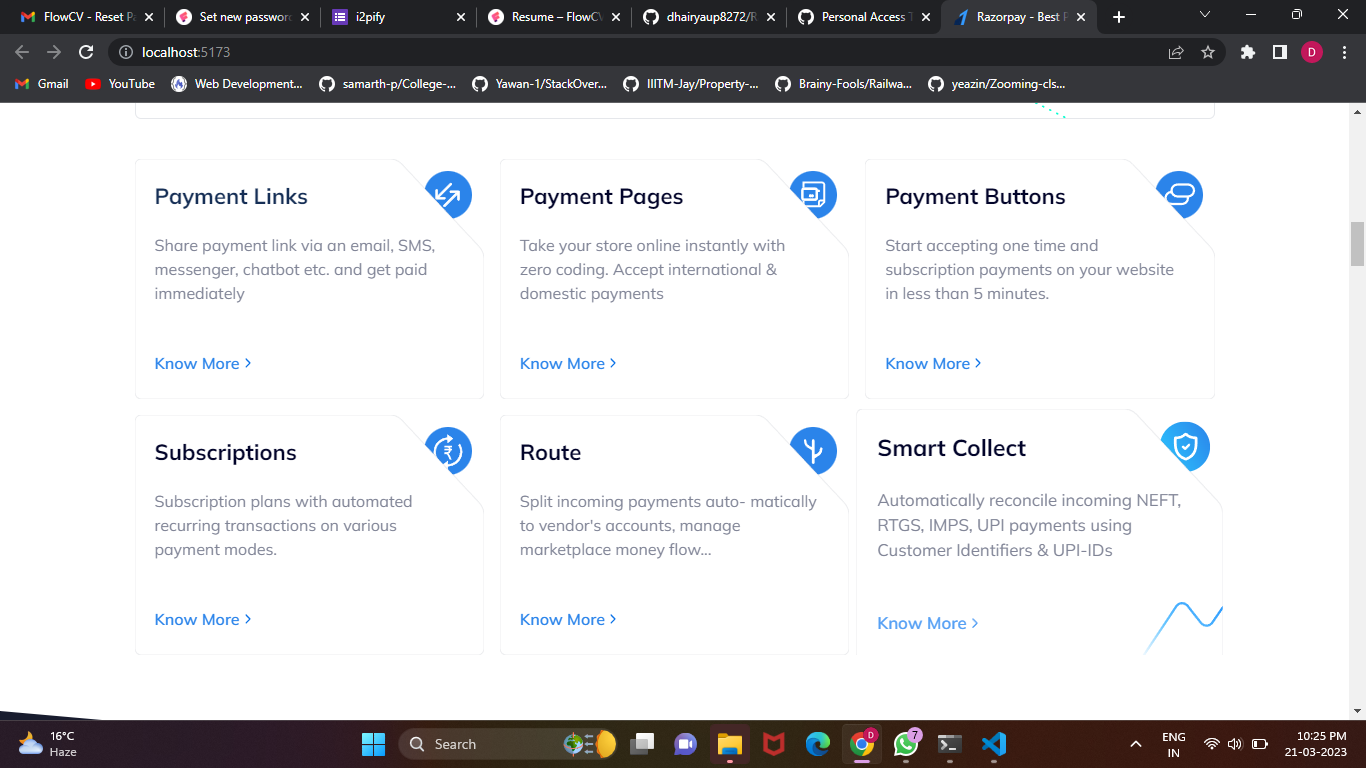 FlowCV - Reset Pa
Set new password
i2pify
Resume – FlowCV
dhairyaup8272/R
Personal Access T
Razorpay - Best P
localhost:5173
D
Gmail
YouTube
Web Development...
samarth-p/College-...
Yawan-1/StackOver...
IIITM-Jay/Property-...
Brainy-Fools/Railwa...
yeazin/Zooming-cls...
Payment Links
Share payment link via an email, SMS,
messenger, chatbot etc. and get paid
immediately
Know More >
Payment Pages
Take your store online instantly with
zero coding. Accept international &
domestic payments
Know More >
Payment Buttons
Start accepting one time and
subscription payments on your website
in less than 5 minutes.
Know More >
Subscriptions
₹
Subscription plans with automated
recurring transactions on various
payment modes.
Know More >
Route
Split incoming payments auto- matically
to vendor's accounts, manage
marketplace money flow...
Know More >
Smart Collect
Automatically reconcile incoming NEFT,
RTGS, IMPS, UPI payments using
Customer Identifiers & UPI-IDs
Know More >
16°C
Haze
Search
D
7
ENG
IN
10:25 PM
21-03-2023